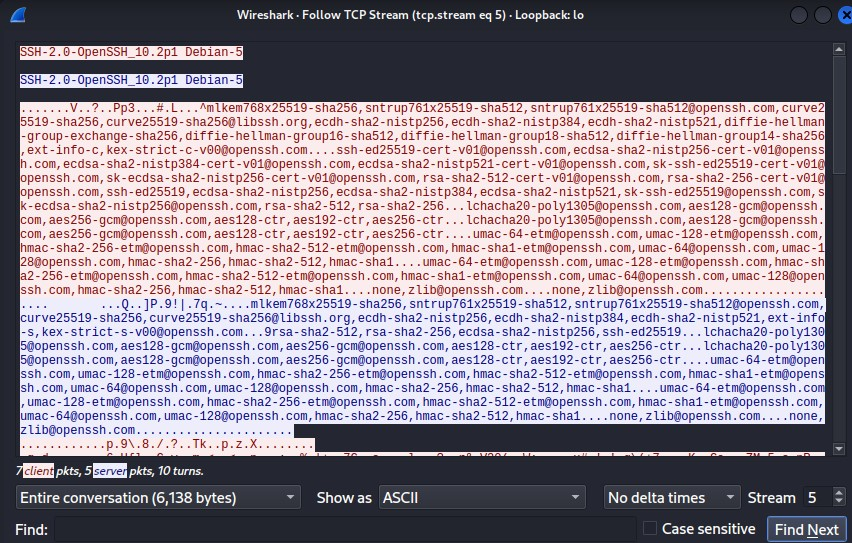 Wireshark · Follow TCP Stream (tcp.stream eq 5) · Loopback: lo
SSH-2.0-OpenSSH_10.2p1 Debian-5
SSH-2.0-OpenSSH_10.2p1 Debian-5
.......V..?..Pp3...#.L...^mlkem768x25519-sha256,sntrup761x25519-sha512,sntrup761x25519-sha512@openssh.com,curve2
5519-sha256,curve25519-sha256@libssh.org,ecdh-sha2-nistp256,ecdh-sha2-nistp384,ecdh-sha2-nistp521,diffie-hellman
-group-exchange-sha256,diffie-hellman-group16-sha512,diffie-hellman-group18-sha512,diffie-hellman-group14-sha256
,ext-info-c,kex-strict-c-v00@openssh.com....ssh-ed25519-cert-v01@openssh.com,ecdsa-sha2-nistp256-cert-v01@openss
h.com,ecdsa-sha2-nistp384-cert-v01@openssh.com,ecdsa-sha2-nistp521-cert-v01@openssh.com,sk-ssh-ed25519-cert-v01@
openssh.com,sk-ecdsa-sha2-nistp256-cert-v01@openssh.com,rsa-sha2-512-cert-v01@openssh.com,rsa-sha2-256-cert-v01@
openssh.com,ssh-ed25519,ecdsa-sha2-nistp256,ecdsa-sha2-nistp384,ecdsa-sha2-nistp521,sk-ssh-ed25519@openssh.com,s
k-ecdsa-sha2-nistp256@openssh.com,rsa-sha2-512,rsa-sha2-256...lchacha20-poly1305@openssh.com,aes128-gcm@openssh.
com,aes256-gcm@openssh.com,aes128-ctr,aes192-ctr,aes256-ctr...lchacha20-poly1305@openssh.com,aes128-gcm@openssh.
com,aes256-gcm@openssh.com,aes128-ctr,aes192-ctr,aes256-ctr....umac-64-etm@openssh.com,umac-128-etm@openssh.com,
hmac-sha2-256-etm@openssh.com,hmac-sha2-512-etm@openssh.com,hmac-sha1-etm@openssh.com,umac-64@openssh.com,umac-1
28@openssh.com,hmac-sha2-256,hmac-sha2-512,hmac-sha1....umac-64-etm@openssh.com,umac-128-etm@openssh.com,hmac-sh
a2-256-etm@openssh.com,hmac-sha2-512-etm@openssh.com,hmac-sha1-etm@openssh.com,umac-64@openssh.com,umac-128@open
ssh.com,hmac-sha2-256,hmac-sha2-512,hmac-sha1....none,zlib@openssh.com....none,zlib@openssh.com.................
....        ...Q..]P.9!|.7q.~....mlkem768x25519-sha256,sntrup761x25519-sha512,sntrup761x25519-sha512@openssh.com,
curve25519-sha256,curve25519-sha256@libssh.org,ecdh-sha2-nistp256,ecdh-sha2-nistp384,ecdh-sha2-nistp521,ext-info
-s,kex-strict-s-v00@openssh.com...9rsa-sha2-512,rsa-sha2-256,ecdsa-sha2-nistp256,ssh-ed25519...lchacha20-poly130
5@openssh.com,aes128-gcm@openssh.com,aes256-gcm@openssh.com,aes128-ctr,aes192-ctr,aes256-ctr...lchacha20-poly130
5@openssh.com,aes128-gcm@openssh.com,aes256-gcm@openssh.com,aes128-ctr,aes192-ctr,aes256-ctr....umac-64-etm@open
ssh.com,umac-128-etm@openssh.com,hmac-sha2-256-etm@openssh.com,hmac-sha2-512-etm@openssh.com,hmac-sha1-etm@opens
sh.com,umac-64@openssh.com,umac-128@openssh.com,hmac-sha2-256,hmac-sha2-512,hmac-sha1....umac-64-etm@openssh.com
,umac-128-etm@openssh.com,hmac-sha2-256-etm@openssh.com,hmac-sha2-512-etm@openssh.com,hmac-sha1-etm@openssh.com,
umac-64@openssh.com,umac-128@openssh.com,hmac-sha2-256,hmac-sha2-512,hmac-sha1....none,zlib@openssh.com....none,
zlib@openssh.com.....................
...........p.9\.8./.?..Tk..p.z.X........
7 client pkts, 5 server pkts, 10 turns.
Entire conversation (6,138 bytes) Show as ASCII No delta times Stream 5
Find: Case sensitive Find Next